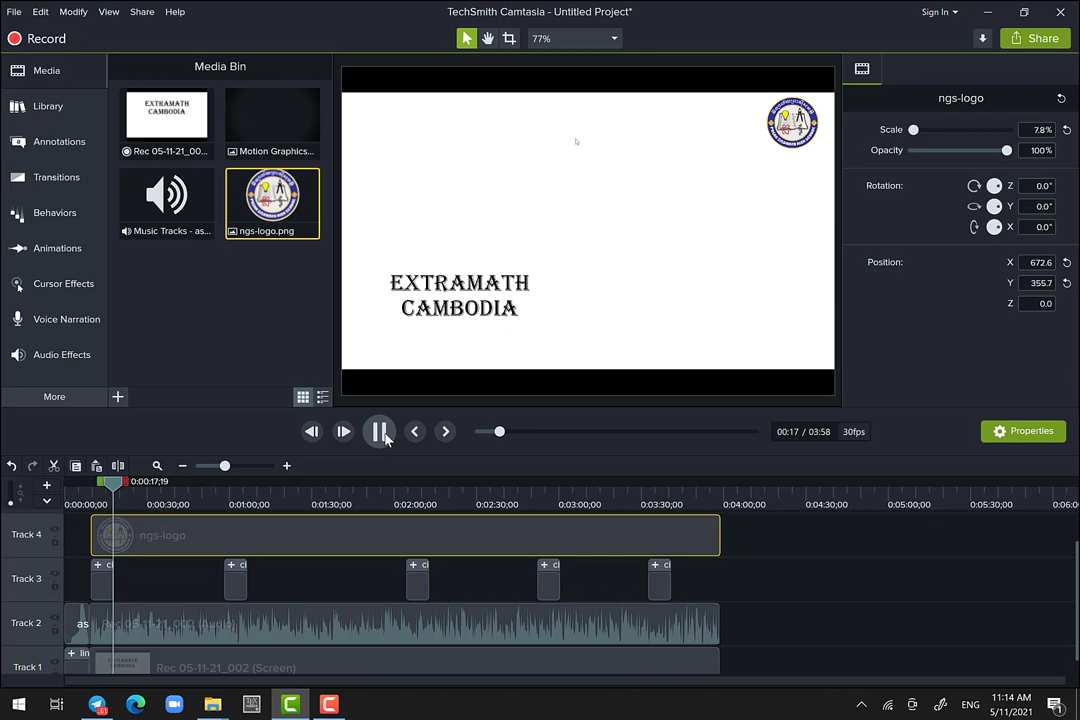 File Edit Modify View Share Help
TechSmith Camtasia - Untitled Project*
Sign In
Record
77%
Share
Media
Library
Annotations
Transitions
Behaviors
Animations
Cursor Effects
Voice Narration
Audio Effects
More
Media Bin
EXTRAMATH
CAMBODIA
Rec 05-11-21_00...
Motion Graphics...
Music Tracks - as...
ngs-logo.png
EXTRAMATH
CAMBODIA
ngs-logo
Scale 7.8%
Opacity 100%
Rotation: Z 0.0°
Y 0.0°
X 0.0°
Position: X 672.6
Y 355.7
Z 0.0
00:17 / 03:58 30fps
Properties
0:00:17;19
0:00:00;00 0:00:30;00 0:01:00;00 0:01:30;00 0:02:00;00 0:02:30;00 0:03:00;00 0:03:30;00 0:04:00;00 0:04:30;00 0:05:00;00 0:05:30;00 0:06:0
Track 4 ngs-logo
Track 3
Track 2 as Rec 05-11-21_002 (Audio)
Track 1 lin Rec 05-11-21_002 (Screen)
ENG
11:14 AM
5/11/2021